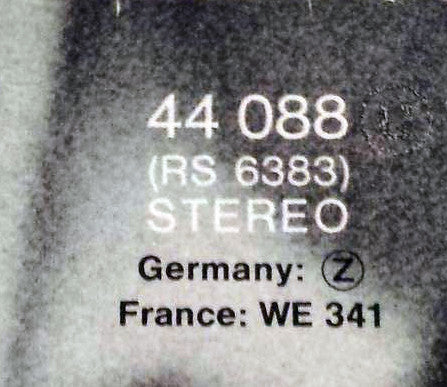 44 088
(RS 6383)
STEREO
Germany: Ⓩ
France: WE 341